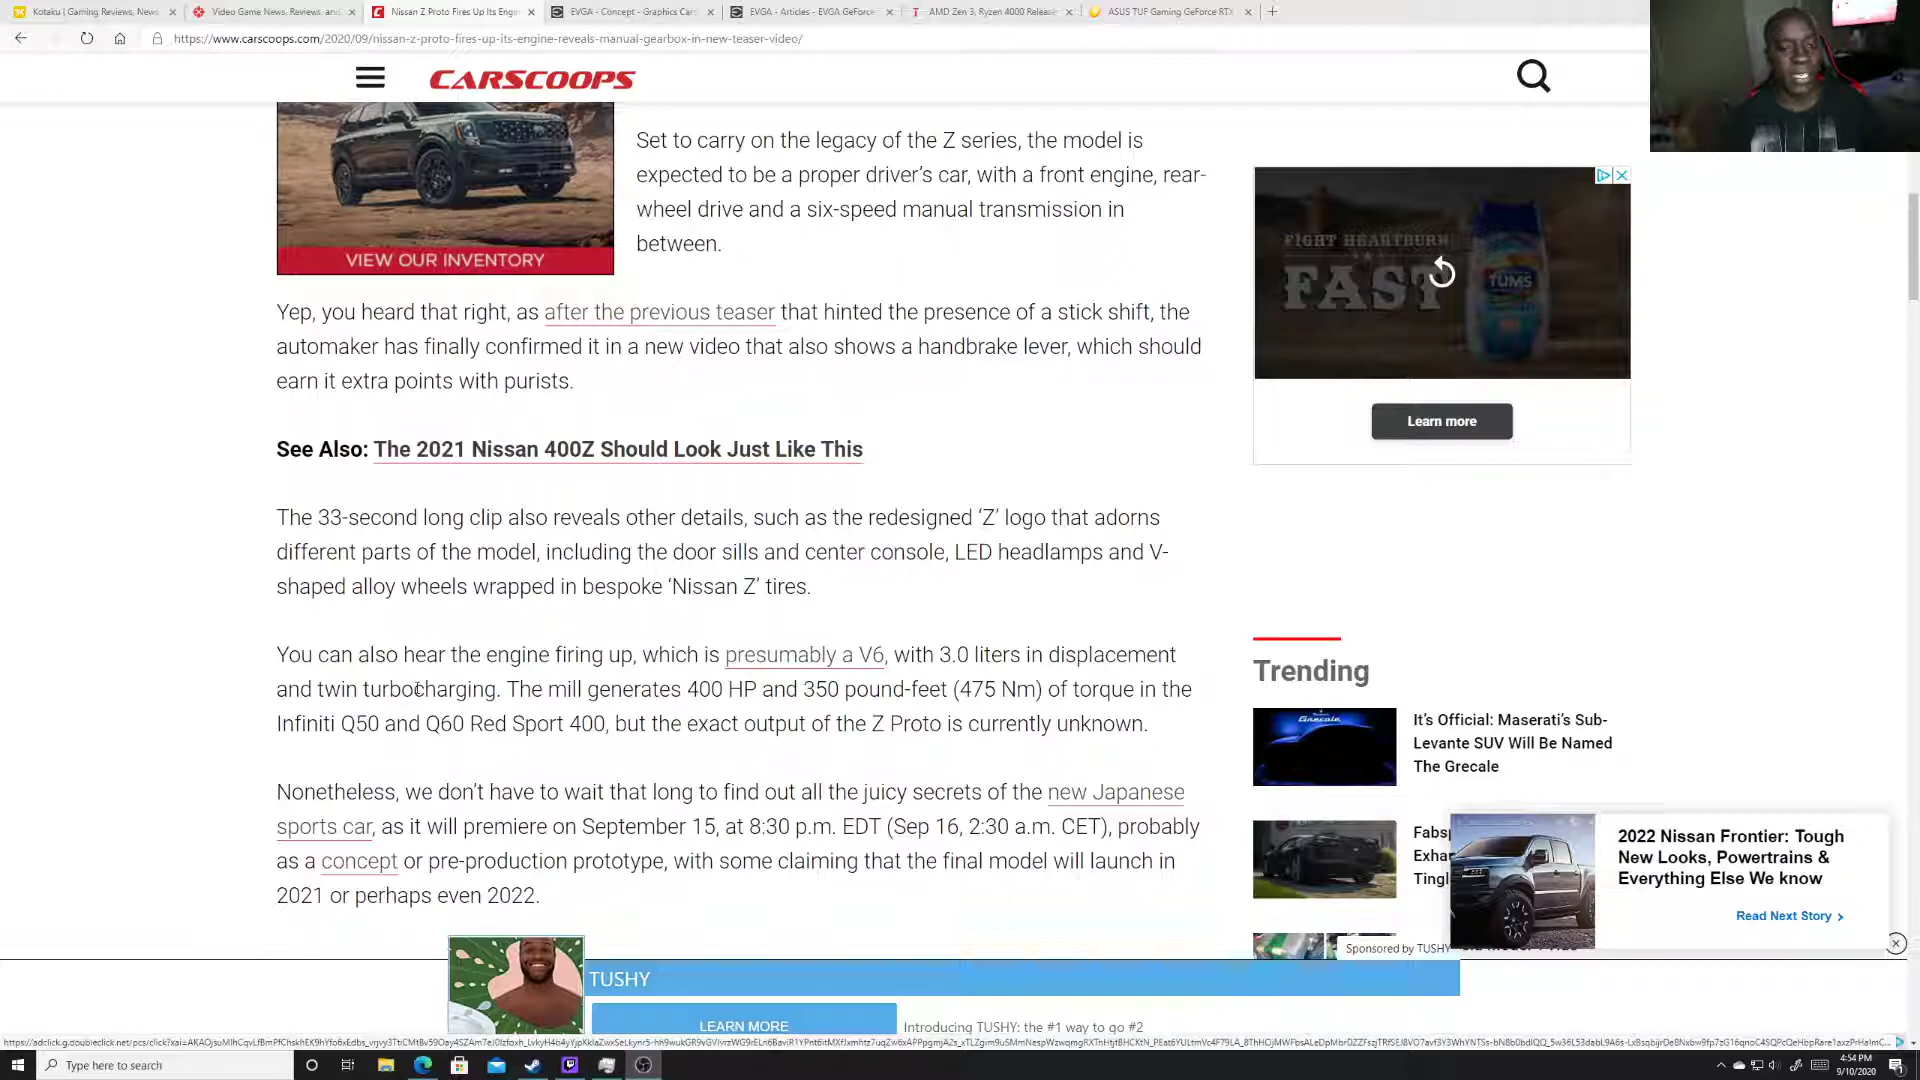 Kotaku | Gaming Reviews, News
Video Game News, Reviews, and
Nissan Z Proto Fires Up Its Engin
EVGA - Concept - Graphics Car
EVGA - Articles - EVGA GeForce
AMD Zen 3, Ryzen 4000 Release
ASUS TUF Gaming GeForce RTX
https://www.carscoops.com/2020/09/nissan-z-proto-fires-up-its-engine-reveals-manual-gearbox-in-new-teaser-video/
CARSCOOPS
VIEW OUR INVENTORY
Set to carry on the legacy of the Z series, the model is
expected to be a proper driver’s car, with a front engine, rear-
wheel drive and a six-speed manual transmission in
between.
Yep, you heard that right, as after the previous teaser that hinted the presence of a stick shift, the
automaker has finally confirmed it in a new video that also shows a handbrake lever, which should
earn it extra points with purists.
See Also: The 2021 Nissan 400Z Should Look Just Like This
The 33-second long clip also reveals other details, such as the redesigned ‘Z’ logo that adorns
different parts of the model, including the door sills and center console, LED headlamps and V-
shaped alloy wheels wrapped in bespoke ‘Nissan Z’ tires.
You can also hear the engine firing up, which is presumably a V6, with 3.0 liters in displacement
and twin turbocharging. The mill generates 400 HP and 350 pound-feet (475 Nm) of torque in the
Infiniti Q50 and Q60 Red Sport 400, but the exact output of the Z Proto is currently unknown.
Nonetheless, we don’t have to wait that long to find out all the juicy secrets of the new Japanese
sports car, as it will premiere on September 15, at 8:30 p.m. EDT (Sep 16, 2:30 a.m. CET), probably
as a concept or pre-production prototype, with some claiming that the final model will launch in
2021 or perhaps even 2022.
FIGHT HEARTBURN
FAST
TUMS
Learn more
Trending
Grecale
It’s Official: Maserati’s Sub-
Levante SUV Will Be Named
The Grecale
Fabsp
Exhar
Tingl
2022 Nissan Frontier: Tough
New Looks, Powertrains &
Everything Else We know
Read Next Story
Sponsored by TUSHY
TUSHY
LEARN MORE
Introducing TUSHY: the #1 way to go #2
Type here to search
4:54 PM
9/10/2020